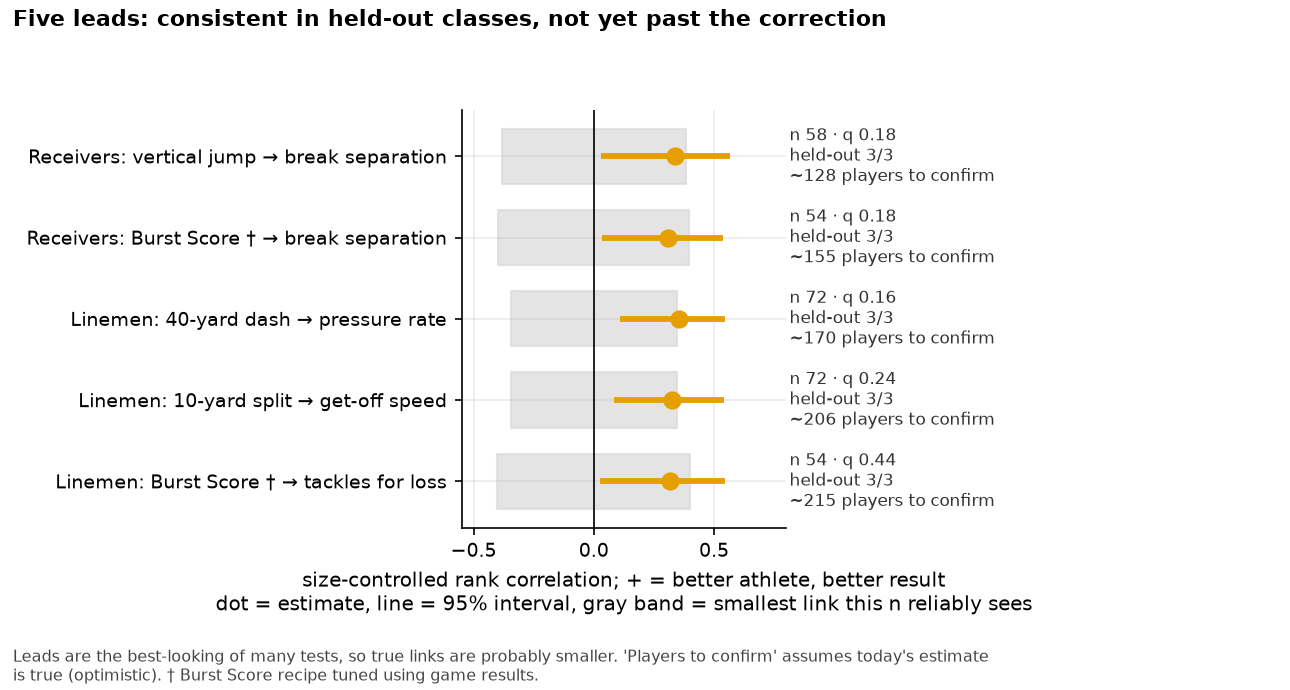 Five leads: consistent in held-out classes, not yet past the correction
Receivers: vertical jump → break separation
n 58 · q 0.18
held-out 3/3
~128 players to confirm
Receivers: Burst Score † → break separation
n 54 · q 0.18
held-out 3/3
~155 players to confirm
Linemen: 40-yard dash → pressure rate
n 72 · q 0.16
held-out 3/3
~170 players to confirm
Linemen: 10-yard split → get-off speed
n 72 · q 0.24
held-out 3/3
~206 players to confirm
Linemen: Burst Score † → tackles for loss
n 54 · q 0.44
held-out 3/3
~215 players to confirm
−0.5 0.0 0.5
size-controlled rank correlation; + = better athlete, better result
dot = estimate, line = 95% interval, gray band = smallest link this n reliably sees
Leads are the best-looking of many tests, so true links are probably smaller. 'Players to confirm' assumes today's estimate
is true (optimistic). † Burst Score recipe tuned using game results.